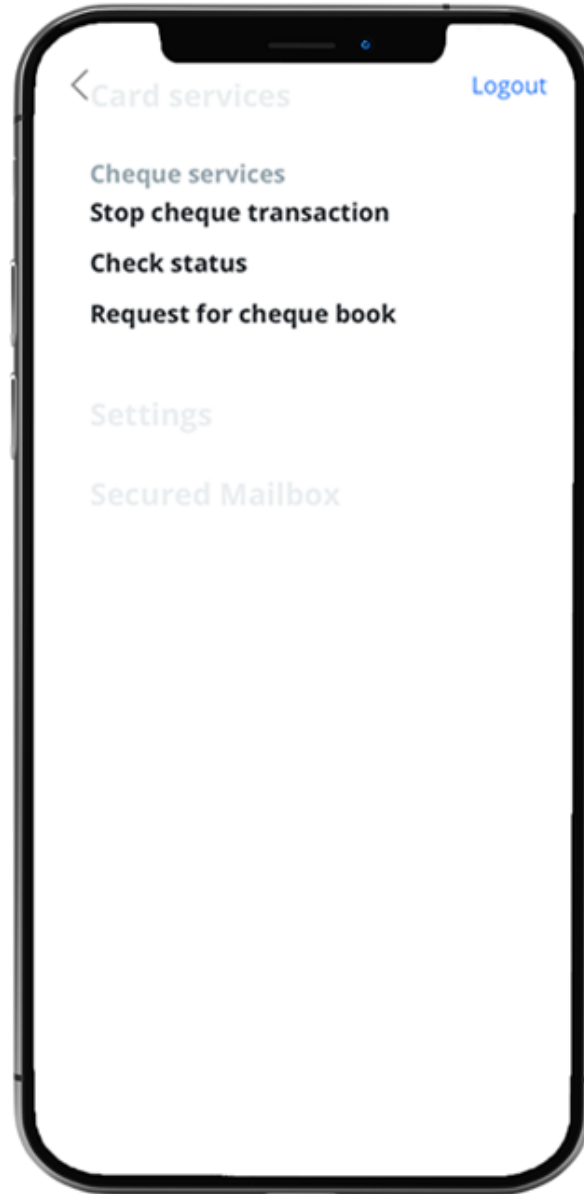 Card services
Logout
Cheque services
Stop cheque transaction
Check status
Request for cheque book
Settings
Secured Mailbox